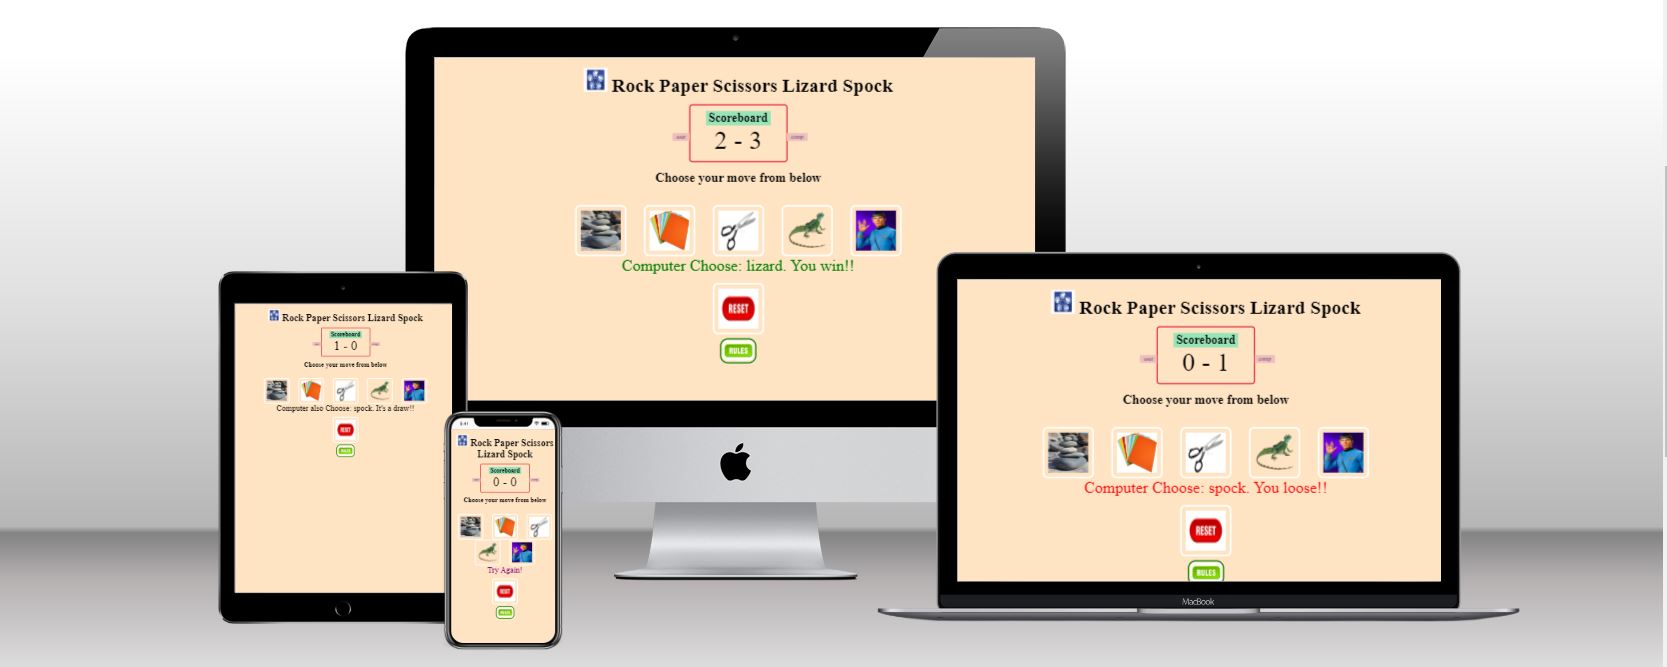 Rock Paper Scissors Lizard Spock
Scoreboard
user
2 - 3
comp
Choose your move from below
Computer Choose: lizard. You win!!
RESET
RULES
Rock Paper Scissors Lizard Spock
Scoreboard
1 - 0
Choose your move from below
Computer also Choose: spock. It's a draw!!
RESET
RULES
Rock Paper Scissors
Lizard Spock
Scoreboard
0 - 0
Choose your move from below
Try Again!
RESET
RULES
Rock Paper Scissors Lizard Spock
Scoreboard
user
0 - 1
comp
Choose your move from below
Computer Choose: spock. You loose!!
RESET
RULES
MacBook